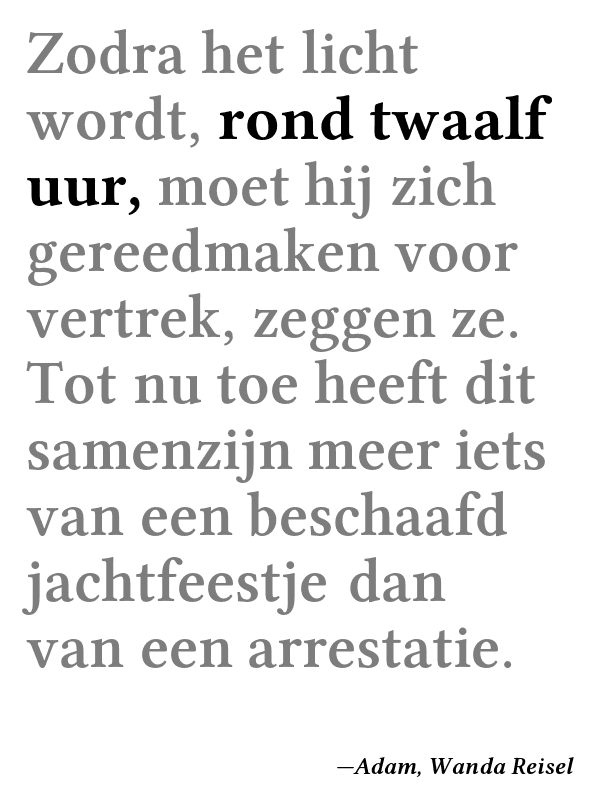 Zodra het licht
wordt, rond twaalf
uur, moet hij zich
gereedmaken voor
vertrek, zeggen ze.
Tot nu toe heeft dit
samenzijn meer iets
van een beschaafd
jachtfeestje dan
van een arrestatie.
—Adam, Wanda Reisel